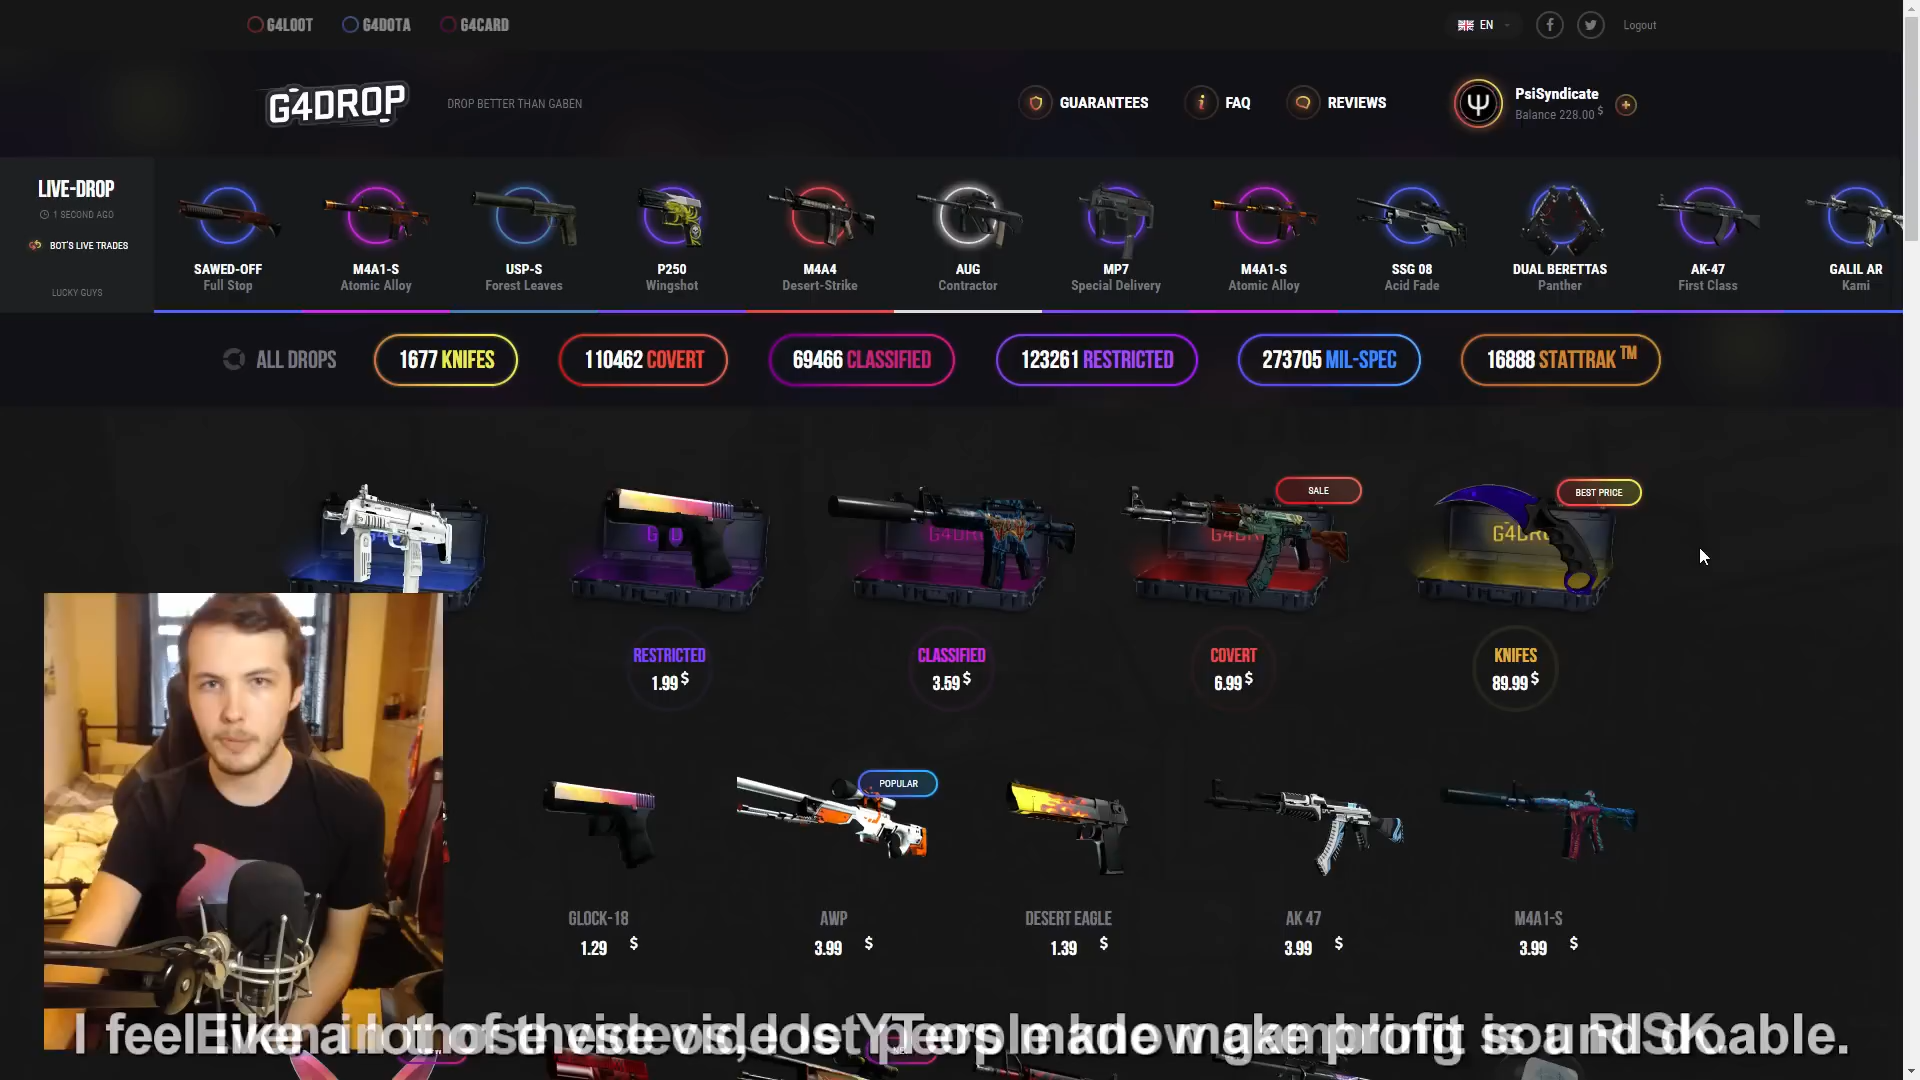 G4LOOT G4DOTA G4CARD EN Logout
G4DROP DROP BETTER THAN GABEN GUARANTEES FAQ REVIEWS PsiSyndicate
Balance 228.00 $
LIVE-DROP
1 SECOND AGO
BOT'S LIVE TRADES
LUCKY GUYS
SAWED-OFF M4A1-S USP-S P250 M4A4 AUG MP7 M4A1-S SSG 08 DUAL BERETTAS AK-47 GALIL AR
Full Stop Atomic Alloy Forest Leaves Wingshot Desert-Strike Contractor Special Delivery Atomic Alloy Acid Fade Panther First Class Kami
ALL DROPS 1677 KNIFES 110462 COVERT 69466 CLASSIFIED 123261 RESTRICTED 273705 MIL-SPEC 16888 STATTRAK TM
SALE BEST PRICE
RESTRICTED CLASSIFIED COVERT KNIFES
1.99 $ 3.59 $ 6.99 $ 89.99 $
POPULAR
GLOCK-18 AWP DESERT EAGLE AK 47 M4A1-S
1.29 $ 3.99 $ 1.39 $ 3.99 $ 3.99 $
I feel